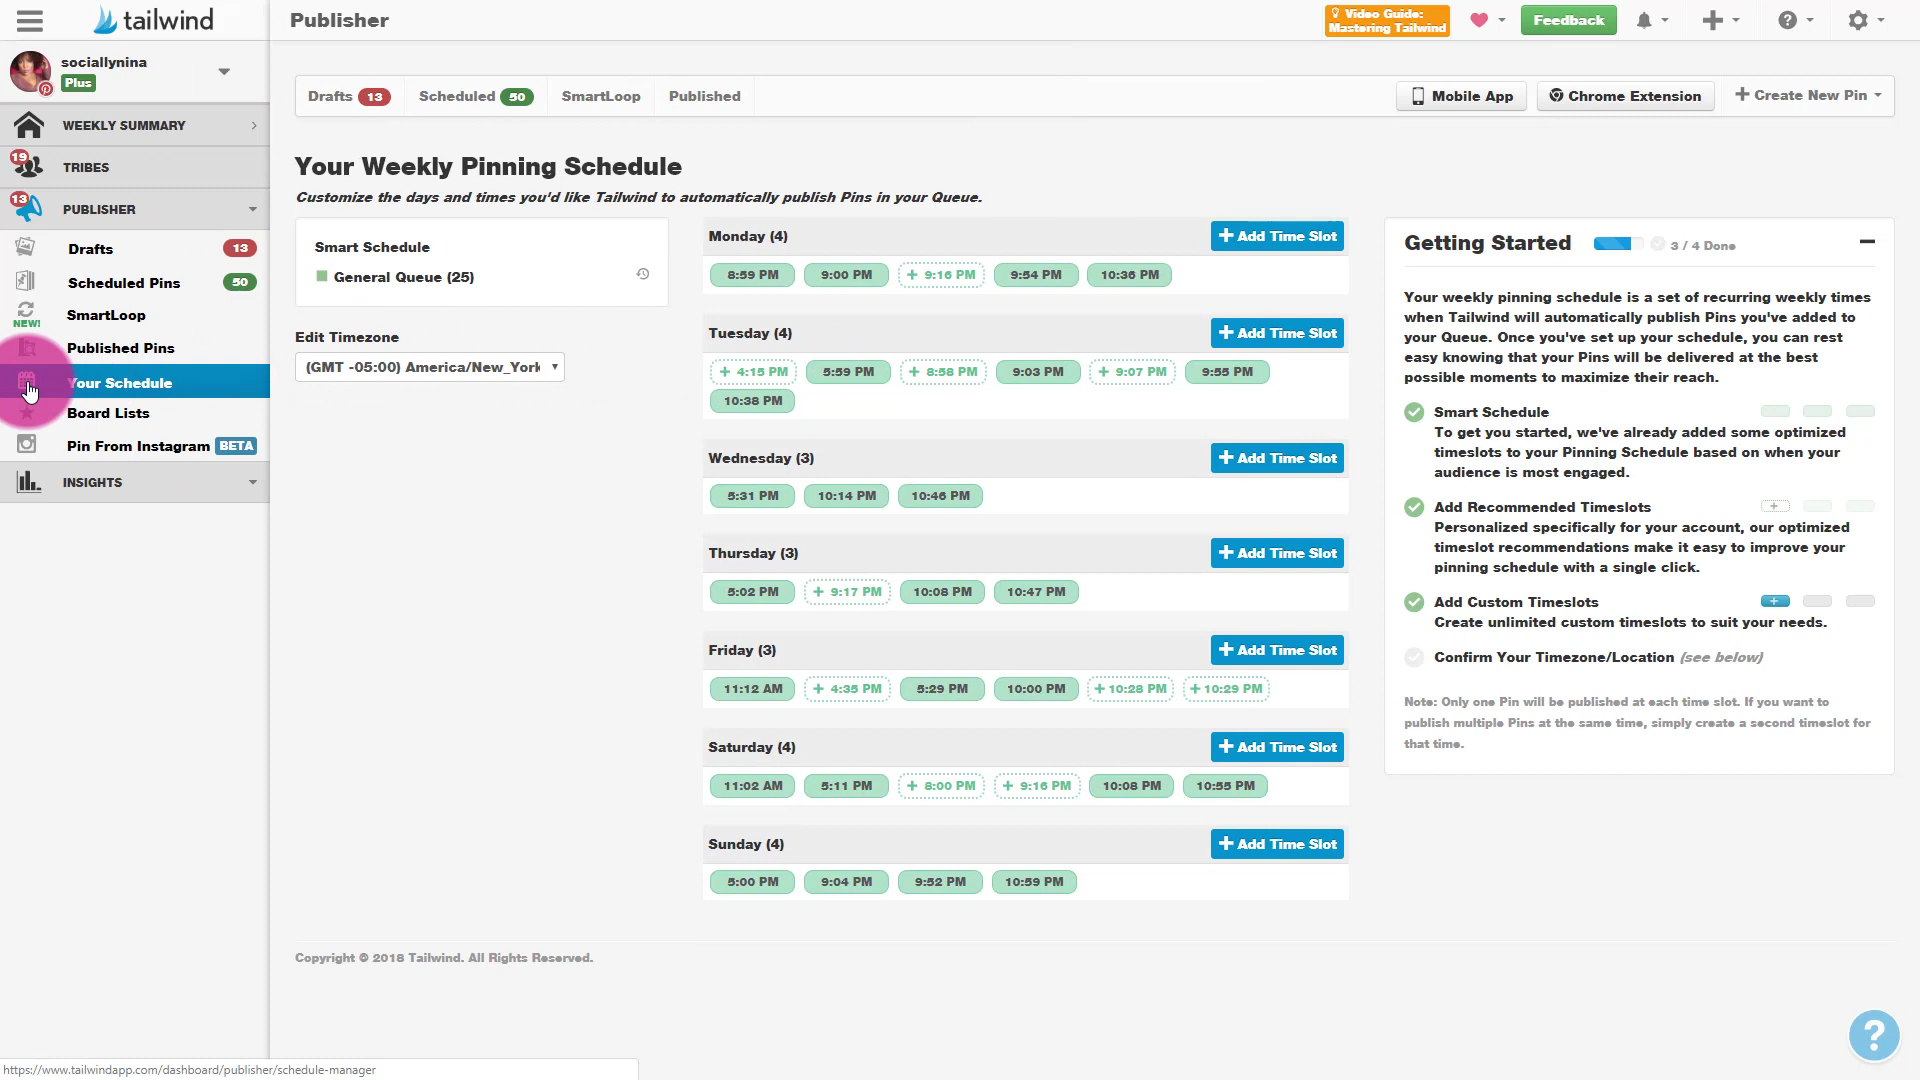 tailwind
Publisher
Video Guide:
Mastering Tailwind
Feedback
sociallynina
Plus
WEEKLY SUMMARY
19
TRIBES
13
PUBLISHER
Drafts 13
Scheduled Pins 50
NEW!
SmartLoop
Published Pins
Your Schedule
Board Lists
Pin From Instagram BETA
INSIGHTS
Drafts 13 Scheduled 50 SmartLoop Published
Mobile App Chrome Extension + Create New Pin
Your Weekly Pinning Schedule
Customize the days and times you'd like Tailwind to automatically publish Pins in your Queue.
Smart Schedule
General Queue (25)
Edit Timezone
(GMT -05:00) America/New_York
Monday (4) + Add Time Slot
8:59 PM 9:00 PM + 9:16 PM 9:54 PM 10:36 PM
Tuesday (4) + Add Time Slot
+ 4:15 PM 5:59 PM + 8:58 PM 9:03 PM + 9:07 PM 9:55 PM
10:38 PM
Wednesday (3) + Add Time Slot
5:31 PM 10:14 PM 10:46 PM
Thursday (3) + Add Time Slot
5:02 PM + 9:17 PM 10:08 PM 10:47 PM
Friday (3) + Add Time Slot
11:12 AM + 4:35 PM 5:29 PM 10:00 PM + 10:28 PM + 10:29 PM
Saturday (4) + Add Time Slot
11:02 AM 5:11 PM + 8:00 PM + 9:16 PM 10:08 PM 10:55 PM
Sunday (4) + Add Time Slot
5:00 PM 9:04 PM 9:52 PM 10:59 PM
Getting Started 3 / 4 Done
Your weekly pinning schedule is a set of recurring weekly times
when Tailwind will automatically publish Pins you've added to
your Queue. Once you've set up your schedule, you can rest
easy knowing that your Pins will be delivered at the best
possible moments to maximize their reach.
Smart Schedule
To get you started, we've already added some optimized
timeslots to your Pinning Schedule based on when your
audience is most engaged.
Add Recommended Timeslots
Personalized specifically for your account, our optimized
timeslot recommendations make it easy to improve your
pinning schedule with a single click.
Add Custom Timeslots
Create unlimited custom timeslots to suit your needs.
Confirm Your Timezone/Location (see below)
Note: Only one Pin will be published at each time slot. If you want to
publish multiple Pins at the same time, simply create a second timeslot for
that time.
Copyright © 2018 Tailwind. All Rights Reserved.
https://www.tailwindapp.com/dashboard/publisher/schedule-manager